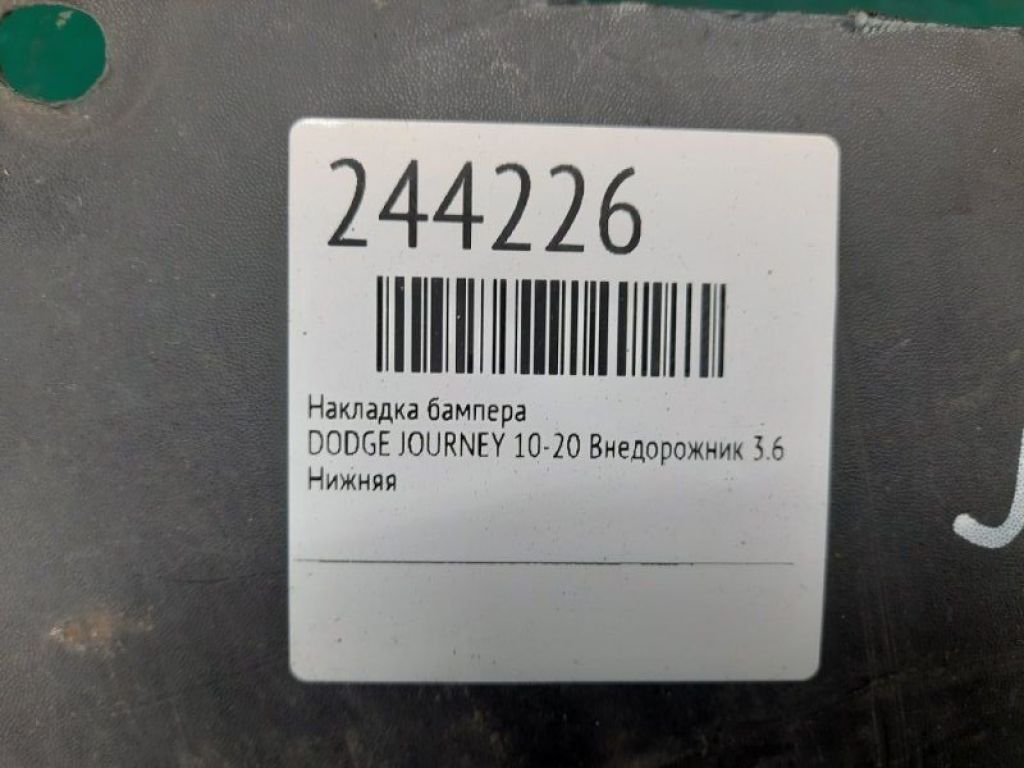 244226
Накладка бампера
DODGE JOURNEY 10-20 Внедорожник 3.6
Нижняя